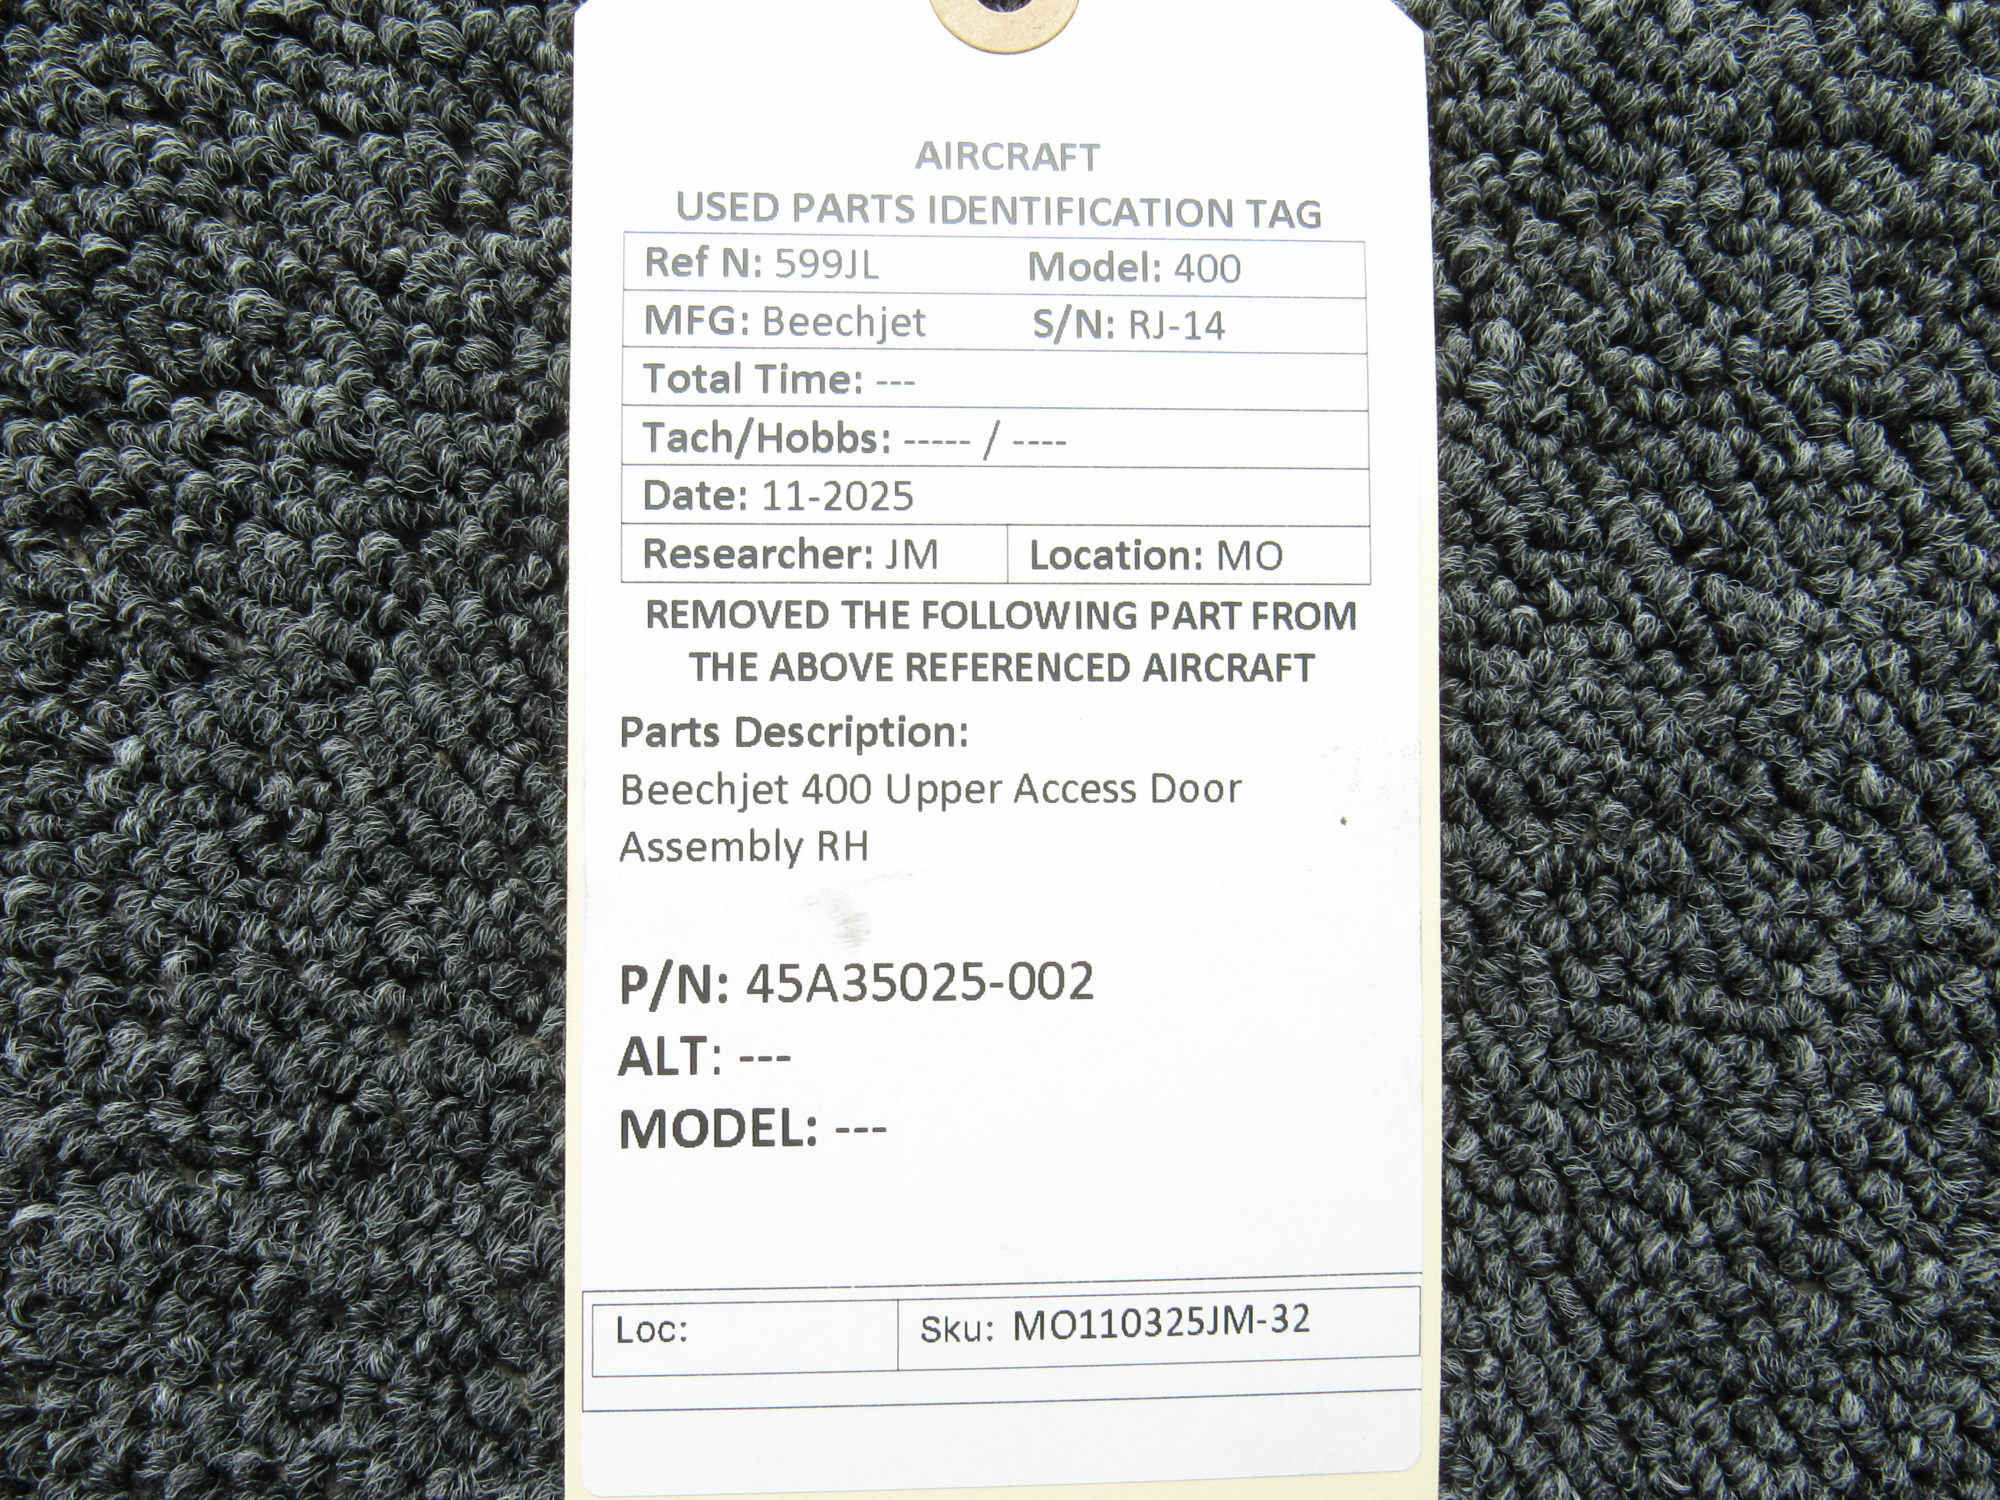 AIRCRAFT
USED PARTS IDENTIFICATION TAG
Ref N: 599JL Model: 400
MFG: Beechjet S/N: RJ-14
Total Time: ---
Tach/Hobbs: ----- / ----
Date: 11-2025
Researcher: JM Location: MO
REMOVED THE FOLLOWING PART FROM
THE ABOVE REFERENCED AIRCRAFT
Parts Description:
Beechjet 400 Upper Access Door
Assembly RH
P/N: 45A35025-002
ALT: ---
MODEL: ---
Loc: Sku: MO110325JM-32